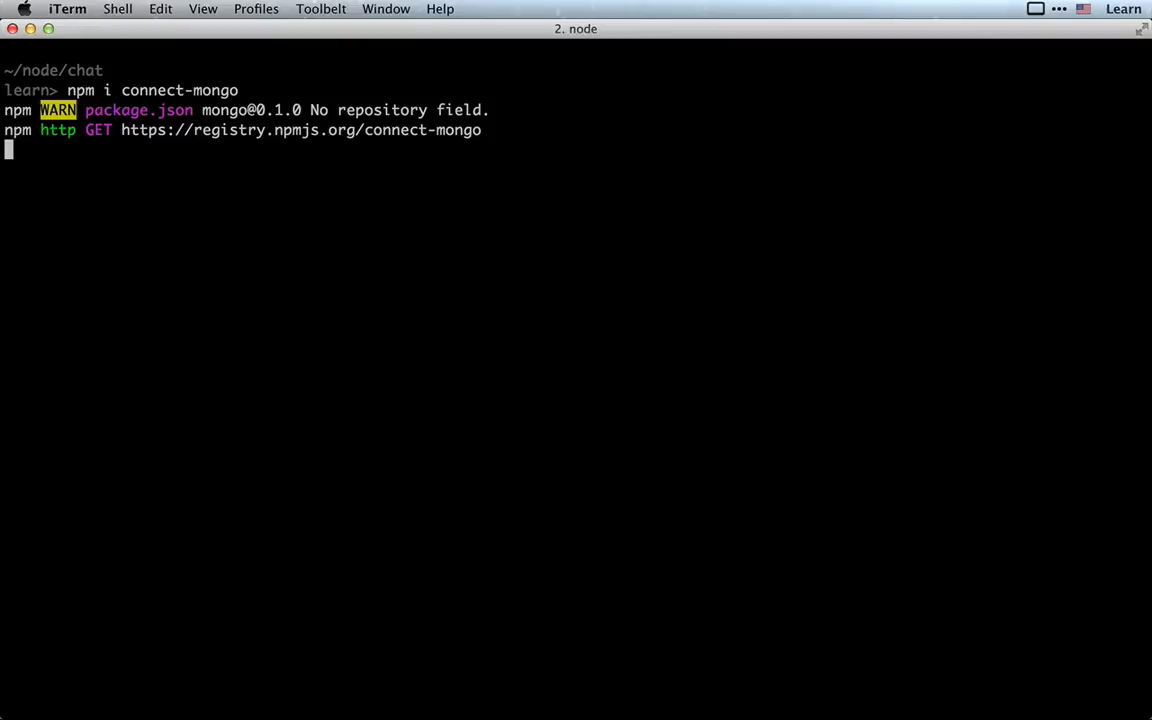 iTerm Shell Edit View Profiles Toolbelt Window Help Learn
2. node
~/node/chat
learn> npm i connect-mongo
npm WARN package.json mongo@0.1.0 No repository field.
npm http GET https://registry.npmjs.org/connect-mongo